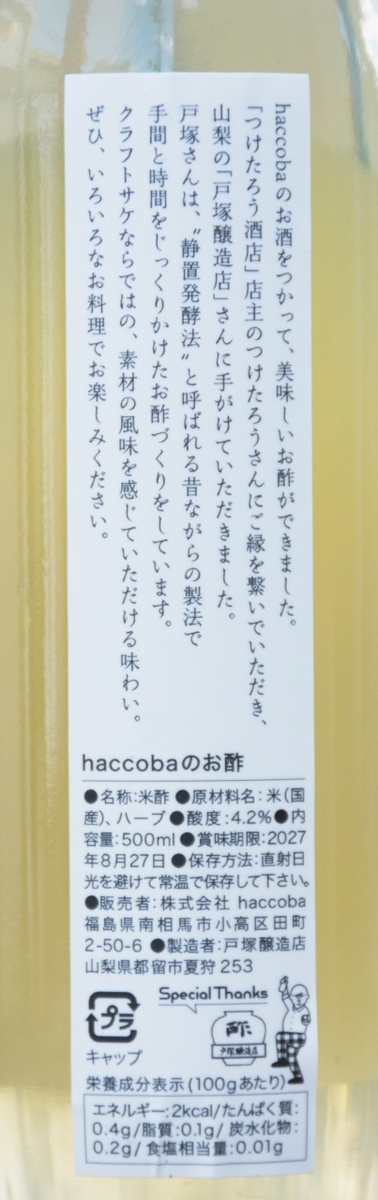 haccobaのお酒をつかって、美味しいお酢ができました。
「つけたろう酒店」店主のつけたろうさんにご縁を繋いでいただき、
山梨の「戸塚醸造店」さんに手がけていただきました。
戸塚さんは、“静置発酵法”と呼ばれる昔ながらの製法で
手間と時間をじっくりかけたお酢づくりをしています。
クラフトサケならではの、素材の風味を感じていただける味わい。
ぜひ、いろいろなお料理でお楽しみください。
haccobaのお酢
●名称:米酢 ●原材料名:米(国
産)、ハーブ ●酸度:4.2% ●内
容量:500ml ●賞味期限:2027
年8月27日 ●保存方法:直射日
光を避けて常温で保存して下さい。
●販売者:株式会社 haccoba
福島県南相馬市小高区田町
2-50-6 ●製造者:戸塚醸造店
山梨県都留市夏狩 253
プラ
キャップ
Special Thanks
酢
戸塚醸造店
栄養成分表示(100gあたり)
エネルギー:2kcal/たんぱく質:
0.4g/脂質:0.1g/ 炭水化物:
0.2g/ 食塩相当量:0.01g